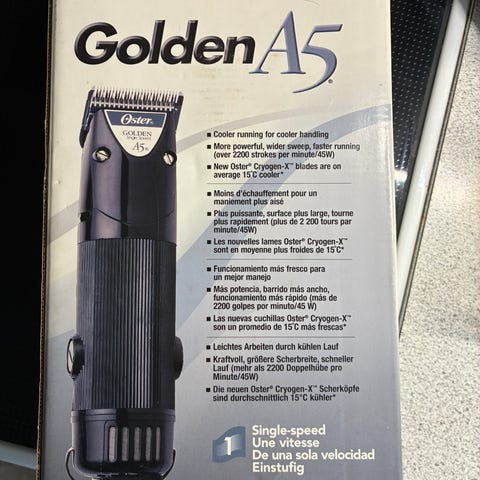 Golden A5®
Oster®
GOLDEN
Single Speed
A5®
■ Cooler running for cooler handling
■ More powerful, wider sweep, faster running
(over 2200 strokes per minute/45W)
■ New Oster® Cryogen-X™ blades are on
average 15˚C cooler*
■ Moins d'échauffement pour un
maniement plus aisé
■ Plus puissante, surface plus large, tourne
plus rapidement (plus de 2 200 tours par
minute/45W)
■ Les nouvelles lames Oster® Cryogen-X™
sont en moyenne plus froides de 15˚C*
■ Funcionamiento más fresco para
un mejor manejo
■ Más potencia, barrido más ancho,
funcionamiento más rápido (más de
2200 golpes por minuto/45 W)
■ Las nuevas cuchillas Oster® Cryogen-X™
son un promedio de 15˚C más frescas*
■ Leichtes Arbeiten durch kühlen Lauf
■ Kraftvoll, größere Scherbreite, schneller
Lauf (mehr als 2200 Doppelhübe pro
Minute/45W)
■ Die neuen Oster® Cryogen-X™ Scherköpfe
sind durchschnittlich 15°C kühler*
1
Single-speed
Une vitesse
De una sola velocidad
Einstufig